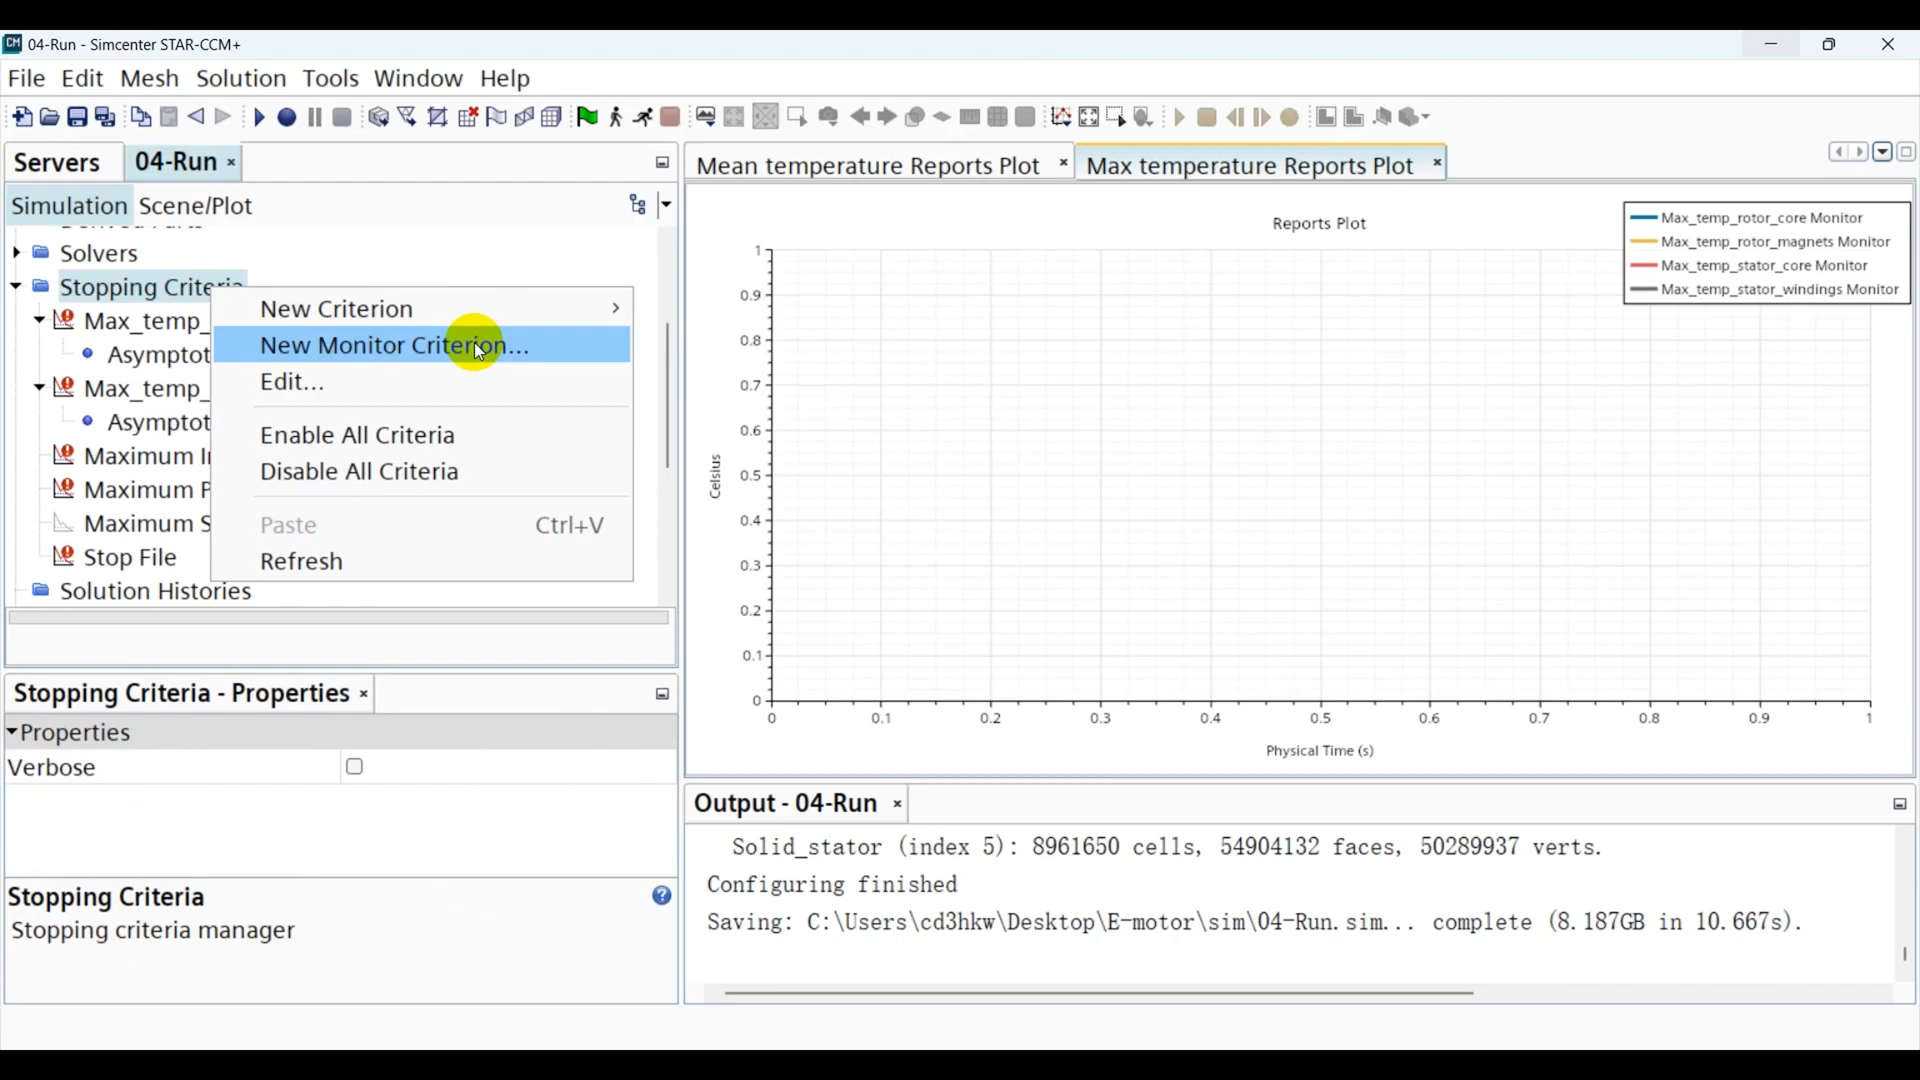 04-Run - Simcenter STAR-CCM+
File Edit Mesh Solution Tools Window Help
Servers 04-Run
Simulation Scene/Plot
Solvers
Stopping Criteria
Max_temp_
Asymptot
Max_temp_
Asymptot
Maximum
Maximum
Maximum
Stop File
Solution Histories
New Criterion
New Monitor Criterion...
Edit...
Enable All Criteria
Disable All Criteria
Paste Ctrl+V
Refresh
Stopping Criteria - Properties
Properties
Verbose
Stopping Criteria
Stopping criteria manager
Mean temperature Reports Plot Max temperature Reports Plot
Reports Plot
Max_temp_rotor_core Monitor
Max_temp_rotor_magnets Monitor
Max_temp_stator_core Monitor
Max_temp_stator_windings Monitor
1
0.9
0.8
0.7
0.6
0.5
0.4
0.3
0.2
0.1
0
Celsius
0 0.1 0.2 0.3 0.4 0.5 0.6 0.7 0.8 0.9 1
Physical Time (s)
Output - 04-Run
Solid_stator (index 5): 8961650 cells, 54904132 faces, 50289937 verts.
Configuring finished
Saving: C:\Users\cd3hkw\Desktop\E-motor\sim\04-Run.sim... complete (8.187GB in 10.667s).